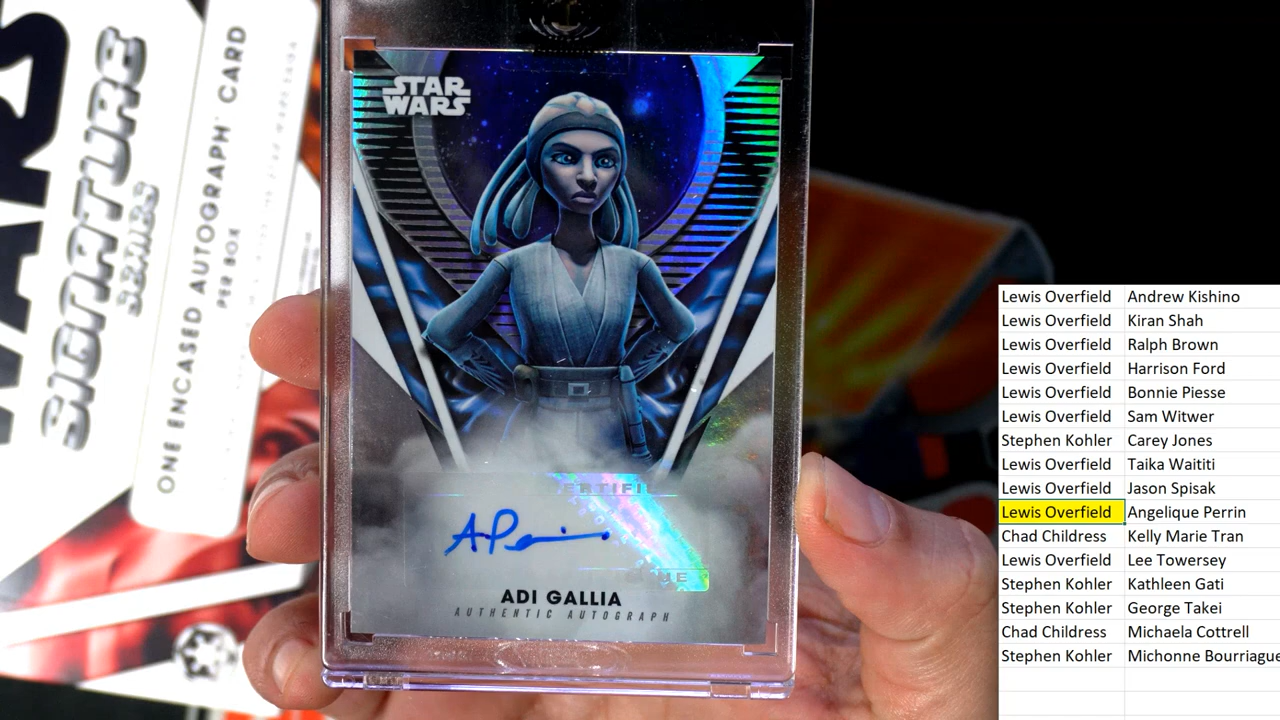 WARS
SIGNATURE
SERIES
ONE ENCASED AUTOGRAPH CARD
PER BOX
STAR
WARS
ERTIFI
UE
A Perrin
ADI GALLIA
AUTHENTIC AUTOGRAPH
Lewis Overfield Andrew Kishino
Lewis Overfield Kiran Shah
Lewis Overfield Ralph Brown
Lewis Overfield Harrison Ford
Lewis Overfield Bonnie Piesse
Lewis Overfield Sam Witwer
Stephen Kohler Carey Jones
Lewis Overfield Taika Waititi
Lewis Overfield Jason Spisak
Lewis Overfield Angelique Perrin
Chad Childress Kelly Marie Tran
Lewis Overfield Lee Towersey
Stephen Kohler Kathleen Gati
Stephen Kohler George Takei
Chad Childress Michaela Cottrell
Stephen Kohler Michonne Bourriague